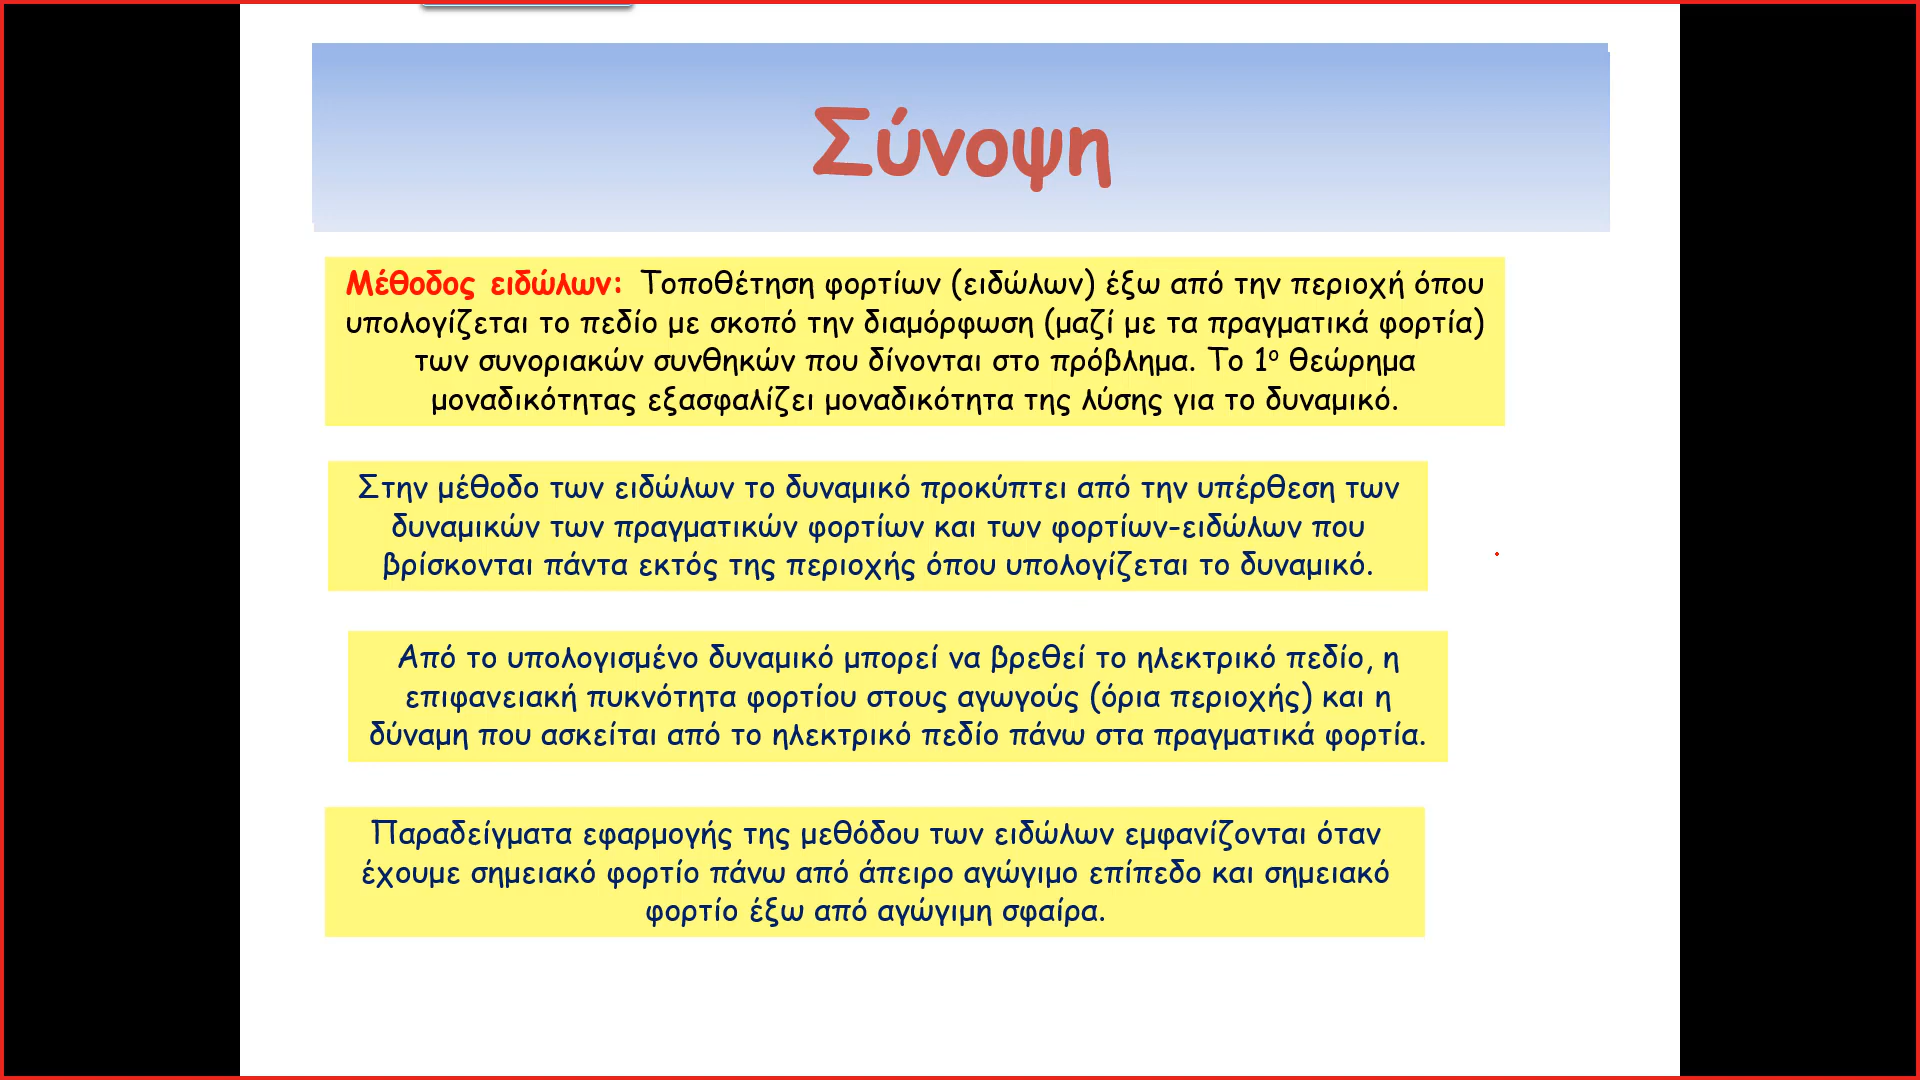 Σύνοψη
Μέθοδος ειδώλων: Τοποθέτηση φορτίων (ειδώλων) έξω από την περιοχή όπου
υπολογίζεται το πεδίο με σκοπό την διαμόρφωση (μαζί με τα πραγματικά φορτία)
των συνοριακών συνθηκών που δίνονται στο πρόβλημα. Το 1ο θεώρημα
μοναδικότητας εξασφαλίζει μοναδικότητα της λύσης για το δυναμικό.
Στην μέθοδο των ειδώλων το δυναμικό προκύπτει από την υπέρθεση των
δυναμικών των πραγματικών φορτίων και των φορτίων-ειδώλων που
βρίσκονται πάντα εκτός της περιοχής όπου υπολογίζεται το δυναμικό.
Από το υπολογισμένο δυναμικό μπορεί να βρεθεί το ηλεκτρικό πεδίο, η
επιφανειακή πυκνότητα φορτίου στους αγωγούς (όρια περιοχής) και η
δύναμη που ασκείται από το ηλεκτρικό πεδίο πάνω στα πραγματικά φορτία.
Παραδείγματα εφαρμογής της μεθόδου των ειδώλων εμφανίζονται όταν
έχουμε σημειακό φορτίο πάνω από άπειρο αγώγιμο επίπεδο και σημειακό
φορτίο έξω από αγώγιμη σφαίρα.